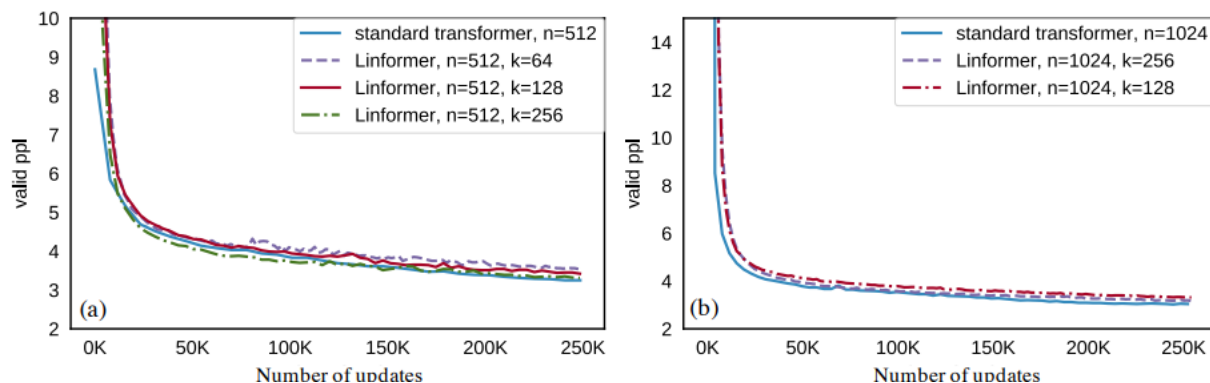 10
9
8
7
6
5
4
3
2
valid ppl
standard transformer, n=512
Linformer, n=512, k=64
Linformer, n=512, k=128
Linformer, n=512, k=256
(a)
0K 50K 100K 150K 200K 250K
Number of updates
14
12
10
8
6
4
2
valid ppl
standard transformer, n=1024
Linformer, n=1024, k=256
Linformer, n=1024, k=128
(b)
0K 50K 100K 150K 200K 250K
Number of updates